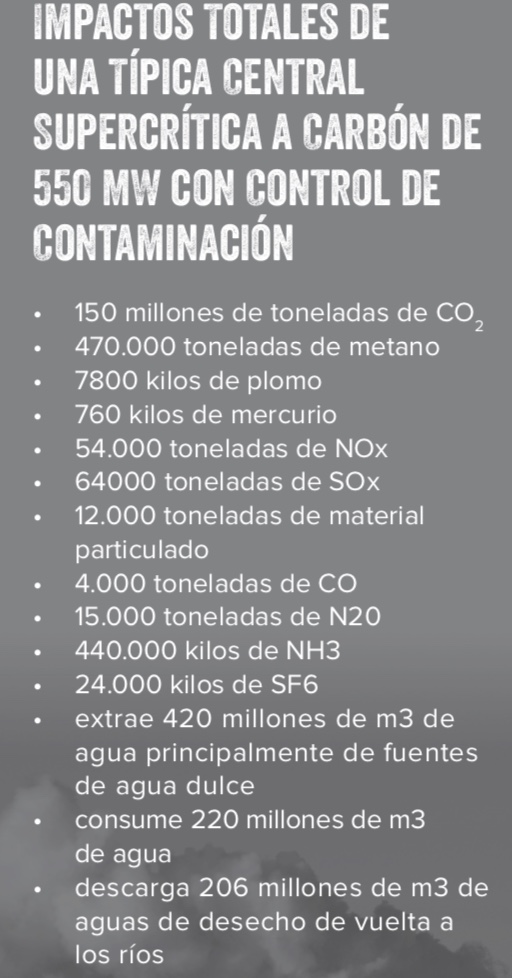 IMPACTOS TOTALES DE
UNA TÍPICA CENTRAL
SUPERCRÍTICA A CARBÓN DE
550 MW CON CONTROL DE
CONTAMINACIÓN
• 150 millones de toneladas de CO₂
• 470.000 toneladas de metano
• 7800 kilos de plomo
• 760 kilos de mercurio
• 54.000 toneladas de NOx
• 64000 toneladas de SOx
• 12.000 toneladas de material
particulado
• 4.000 toneladas de CO
• 15.000 toneladas de N20
• 440.000 kilos de NH3
• 24.000 kilos de SF6
• extrae 420 millones de m3 de
agua principalmente de fuentes
de agua dulce
• consume 220 millones de m3
de agua
• descarga 206 millones de m3 de
aguas de desecho de vuelta a
los ríos